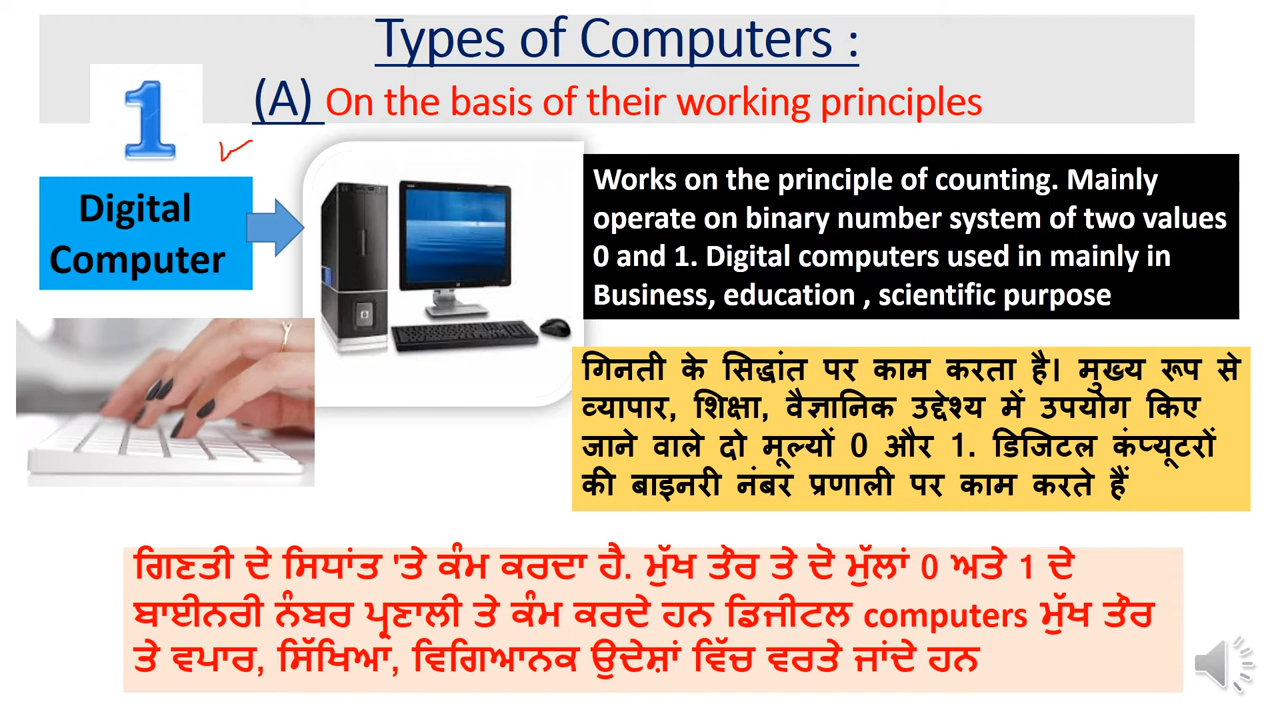 Types of Computers :
(A) On the basis of their working principles
1
Digital
Computer
Works on the principle of counting. Mainly
operate on binary number system of two values
0 and 1. Digital computers used in mainly in
Business, education , scientific purpose
गिनती के सिद्धांत पर काम करता है। मुख्य रूप से
व्यापार, शिक्षा, वैज्ञानिक उद्देश्य में उपयोग किए
जाने वाले दो मूल्यों 0 और 1. डिजिटल कंप्यूटरों
की बाइनरी नंबर प्रणाली पर काम करते हैं
ਗਿਣਤੀ ਦੇ ਸਿਧਾਂਤ 'ਤੇ ਕੰਮ ਕਰਦਾ ਹੈ. ਮੁੱਖ ਤੌਰ ਤੇ ਦੋ ਮੁੱਲਾਂ 0 ਅਤੇ 1 ਦੇ
ਬਾਈਨਰੀ ਨੰਬਰ ਪ੍ਰਣਾਲੀ ਤੇ ਕੰਮ ਕਰਦੇ ਹਨ ਡਿਜੀਟਲ computers ਮੁੱਖ ਤੌਰ
ਤੇ ਵਪਾਰ, ਸਿੱਖਿਆ, ਵਿਗਿਆਨਕ ਉਦੇਸ਼ਾਂ ਵਿੱਚ ਵਰਤੇ ਜਾਂਦੇ ਹਨ